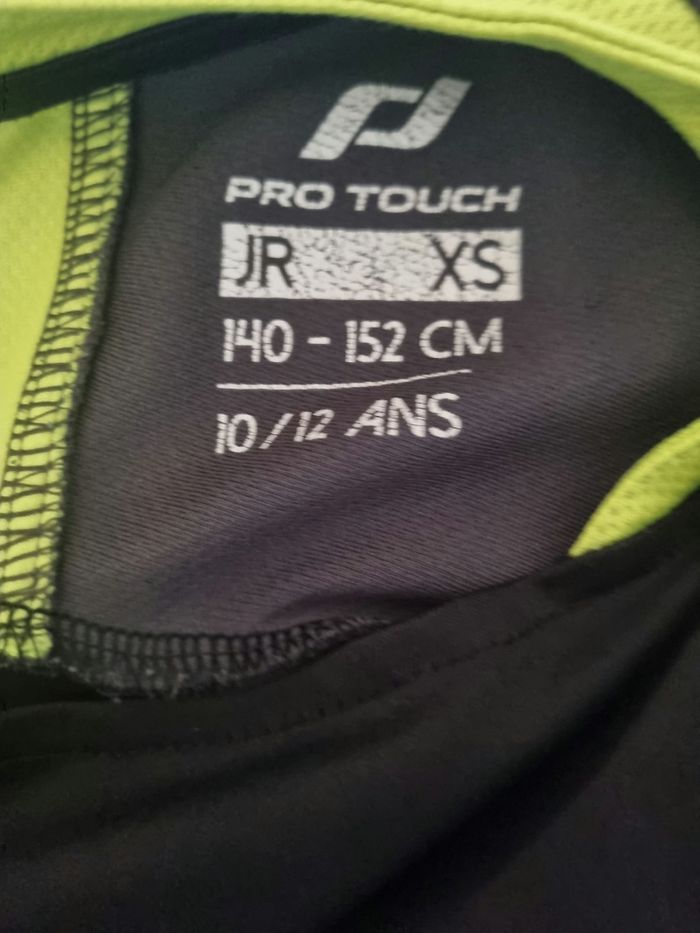 PRO TOUCH
JR XS
140 - 152 CM
10/12 ANS